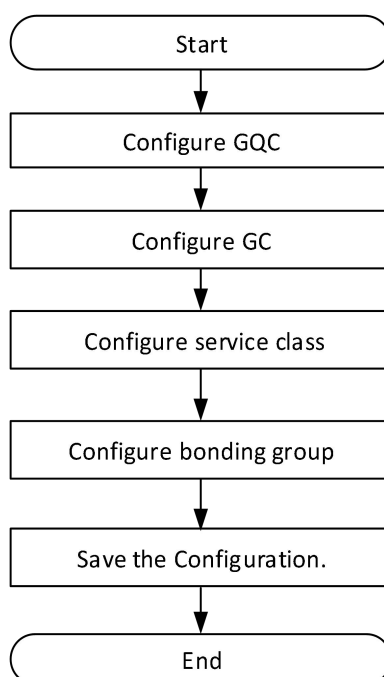 Start
Configure GQC
Configure GC
Configure service class
Configure bonding group
Save the Configuration.
End